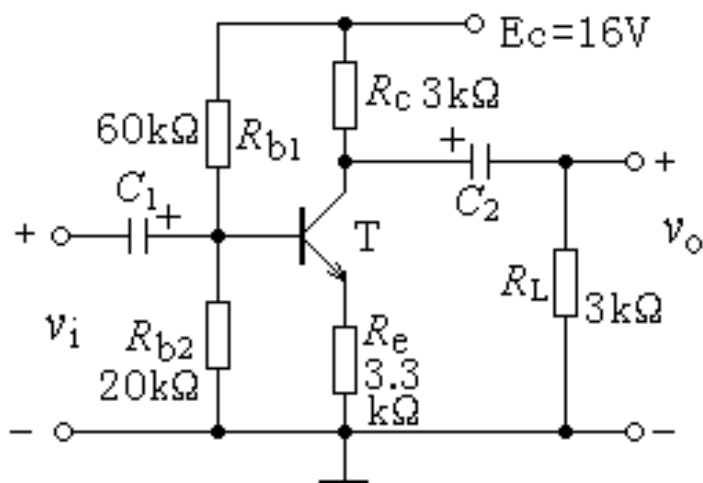 Ec=16V
Rc 3kΩ
60kΩ Rb1
C1
+
+
C2
+
T
+
vo
RL
3kΩ
vi
Rb2
20kΩ
Re
3.3
kΩ
+
−
−